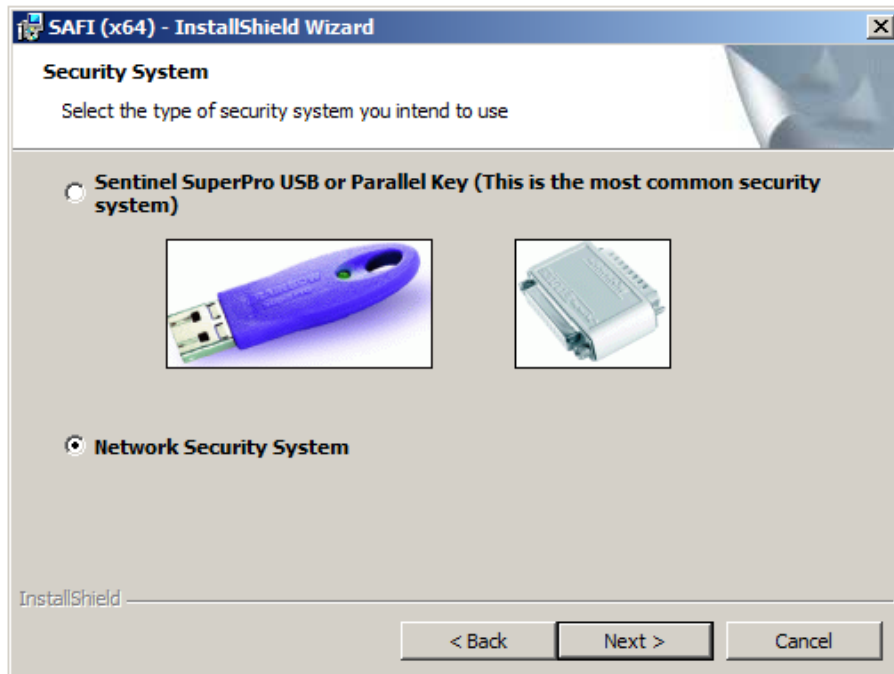 SAFI (x64) - InstallShield Wizard
Security System
Select the type of security system you intend to use
Sentinel SuperPro USB or Parallel Key (This is the most common security
system)
Network Security System
InstallShield
< Back
Next >
Cancel